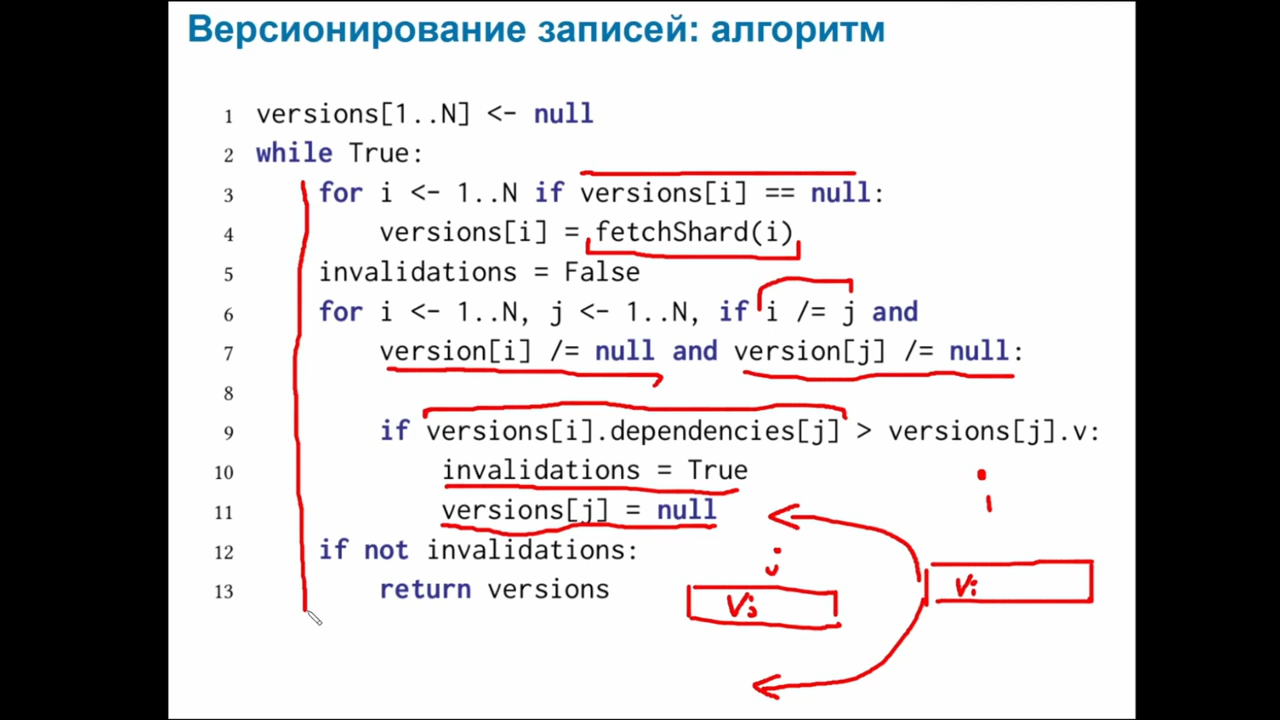 Версионирование записей: алгоритм
1 versions[1..N] <- null
2 while True:
3 for i <- 1..N if versions[i] == null:
4 versions[i] = fetchShard(i)
5 invalidations = False
6 for i <- 1..N, j <- 1..N, if i /= j and
7 version[i] /= null and version[j] /= null:
8
9 if versions[i].dependencies[j] > versions[j].v:
10 invalidations = True
11 versions[j] = null
12 if not invalidations:
13 return versions
i
j
Vi
Vj